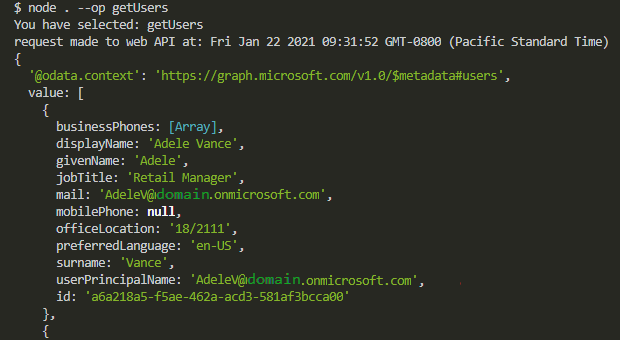 $ node . --op getUsers
You have selected: getUsers
request made to web API at: Fri Jan 22 2021 09:31:52 GMT-0800 (Pacific Standard Time)
{
  '@odata.context': 'https://graph.microsoft.com/v1.0/$metadata#users',
  value: [
    {
      businessPhones: [Array],
      displayName: 'Adele Vance',
      givenName: 'Adele',
      jobTitle: 'Retail Manager',
      mail: 'AdeleV@domain.onmicrosoft.com',
      mobilePhone: null,
      officeLocation: '18/2111',
      preferredLanguage: 'en-US',
      surname: 'Vance',
      userPrincipalName: 'AdeleV@domain.onmicrosoft.com',
      id: 'a6a218a5-f5ae-462a-acd3-581af3bcca00'
    },
    {